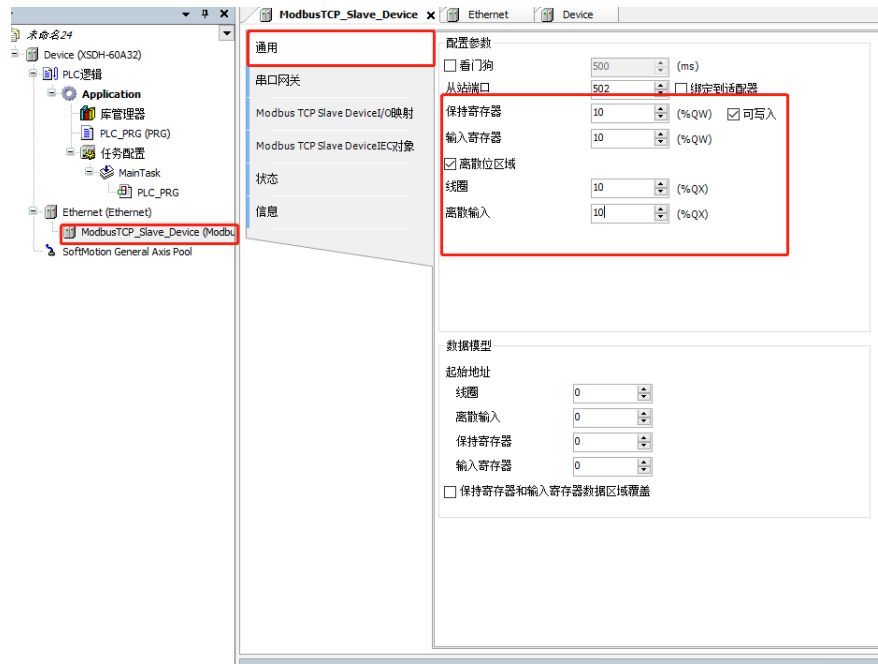 ModbusTCP_Slave_Device
Ethernet
Device
未命名24
Device (XSDH-60A32)
PLC逻辑
Application
库管理器
PLC_PRG (PRG)
任务配置
MainTask
PLC_PRG
Ethernet (Ethernet)
ModbusTCP_Slave_Device (Modbu
SoftMotion General Axis Pool
通用
串口网关
Modbus TCP Slave DeviceI/O映射
Modbus TCP Slave DeviceIEC对象
状态
信息
配置参数
看门狗 500 (ms)
从站端口 502 绑定到适配器
保持寄存器 10 (%QW) 可写入
输入寄存器 10 (%QW)
离散位区域
线圈 10 (%QX)
离散输入 10 (%QX)
数据模型
起始地址
线圈 0
离散输入 0
保持寄存器 0
输入寄存器 0
保持寄存器和输入寄存器数据区域覆盖